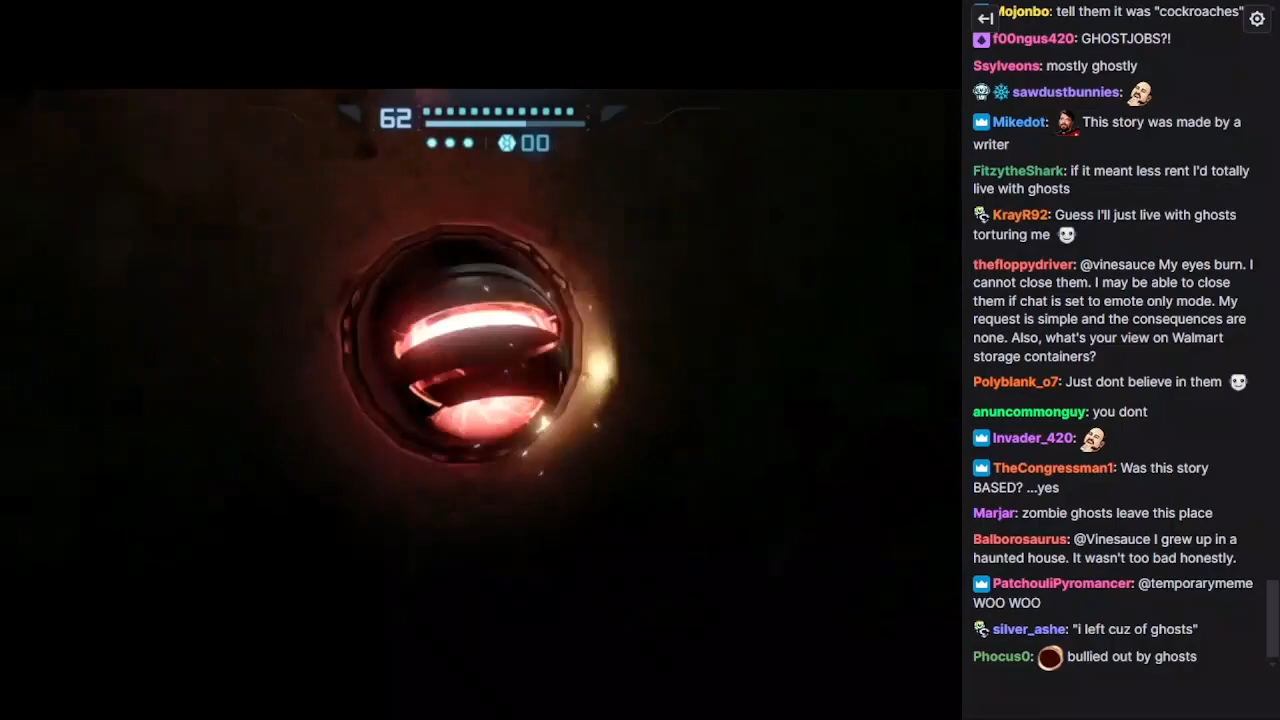 62
00
Mojonbo: tell them it was "cockroaches"
f00ngus420: GHOSTJOBS?!
Ssylveons: mostly ghostly
sawdustbunnies:
Mikedot: This story was made by a
writer
FitzytheShark: if it meant less rent I'd totally
live with ghosts
KrayR92: Guess I'll just live with ghosts
torturing me
thefloppydriver: @vinesauce My eyes burn. I
cannot close them. I may be able to close
them if chat is set to emote only mode. My
request is simple and the consequences are
none. Also, what's your view on Walmart
storage containers?
Polyblank_o7: Just dont believe in them
anuncommonguy: you dont
Invader_420:
TheCongressman1: Was this story
BASED? ...yes
Marjar: zombie ghosts leave this place
Balborosaurus: @Vinesauce I grew up in a
haunted house. It wasn't too bad honestly.
PatchouliPyromancer: @temporarymeme
WOO WOO
silver_ashe: "i left cuz of ghosts"
Phocus0: bullied out by ghosts